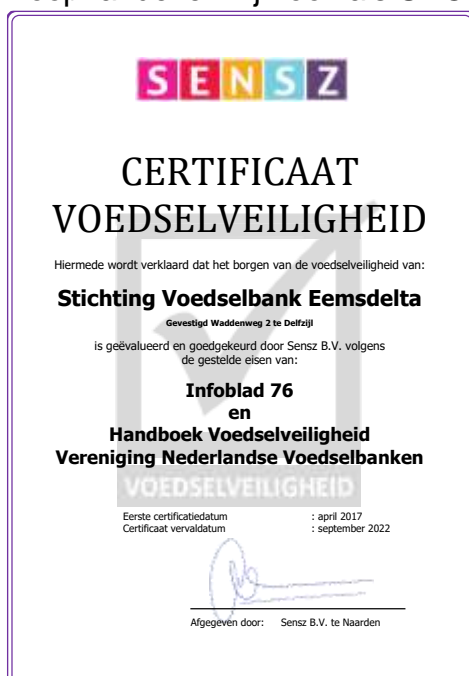 SENSZ
CERTIFICAAT
VOEDSELVEILIGHEID
Hiermede wordt verklaard dat het borgen van de voedselveiligheid van:
Stichting Voedselbank Eemsdelta
Gevestigd Waddenweg 2 te Delfzijl
is geëvalueerd en goedgekeurd door Sensz B.V. volgens
de gestelde eisen van:
Infoblad 76
en
Handboek Voedselveiligheid
Vereniging Nederlandse Voedselbanken
VOEDSELVEILIGHEID
Eerste certificatiedatum : april 2017
Certificaat vervaldatum : september 2022
Afgegeven door: Sensz B.V. te Naarden